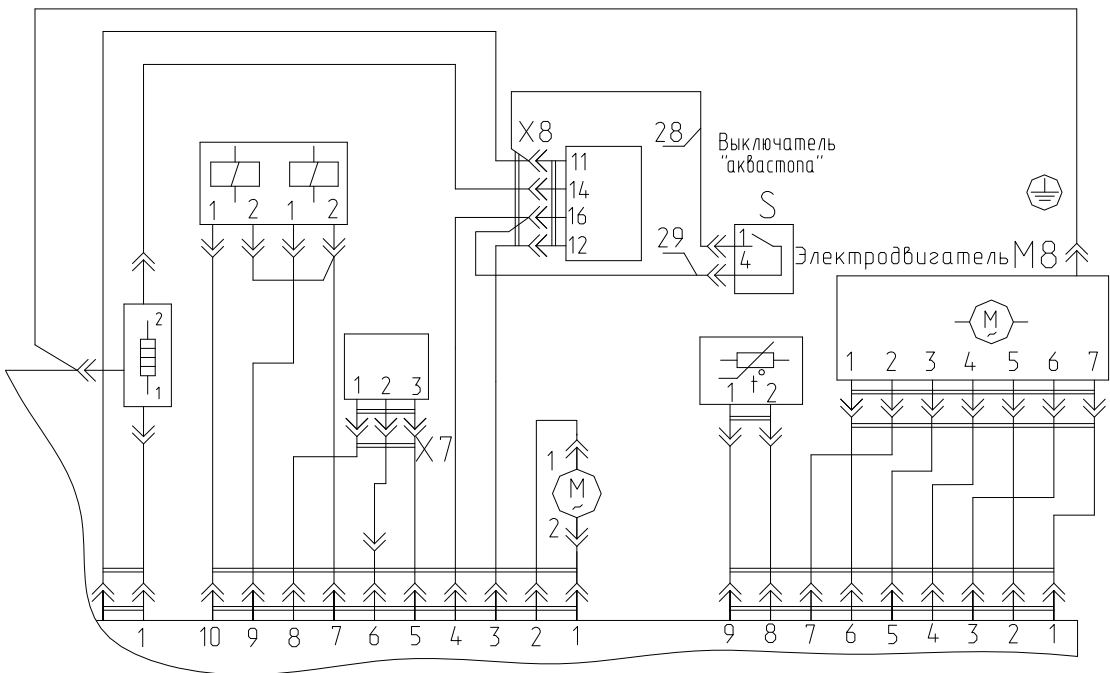 X8
28
Выключатель
"аквастопа"
11
14
16
12
S
1
4
29
Электродвигатель M8
1 2 1 2
2
1
M
~
1 2 3 4 5 6 7
t°
1 2
1 2 3
X7
1
M
~
2
1 10 9 8 7 6 5 4 3 2 1 9 8 7 6 5 4 3 2 1